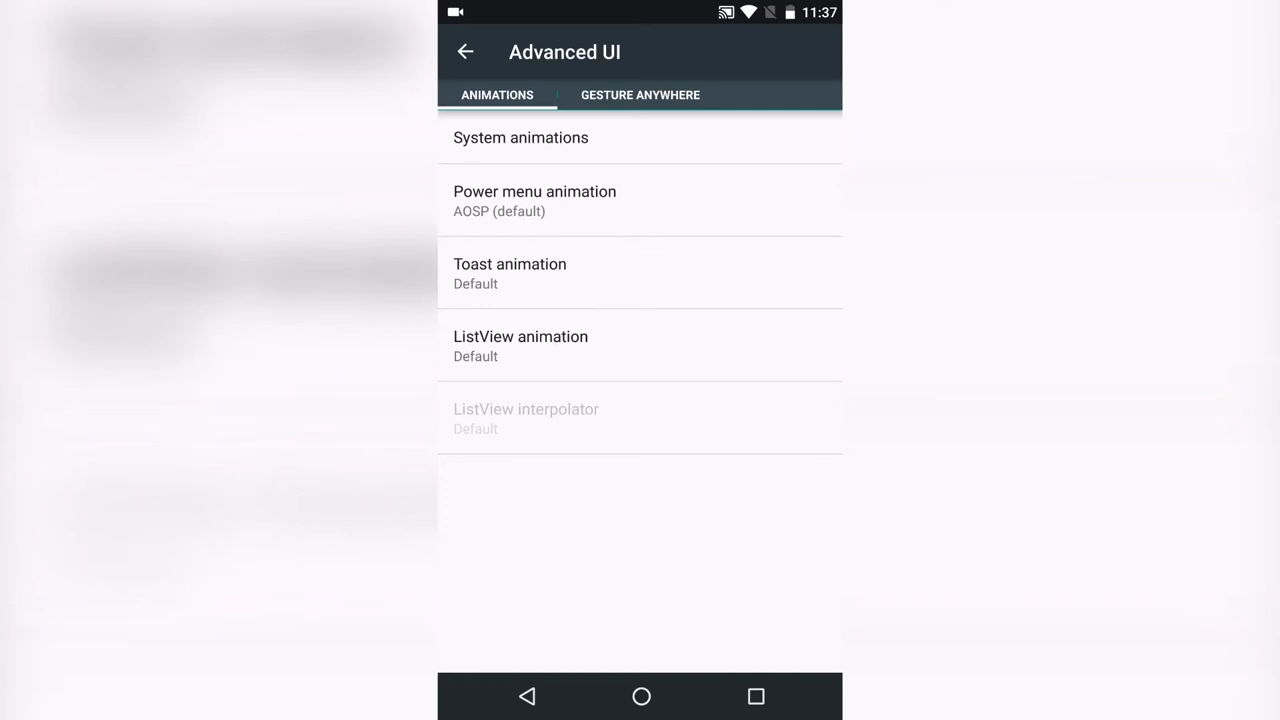 11:37
Advanced UI
ANIMATIONS
GESTURE ANYWHERE
System animations
Power menu animation
AOSP (default)
Toast animation
Default
ListView animation
Default
ListView interpolator
Default